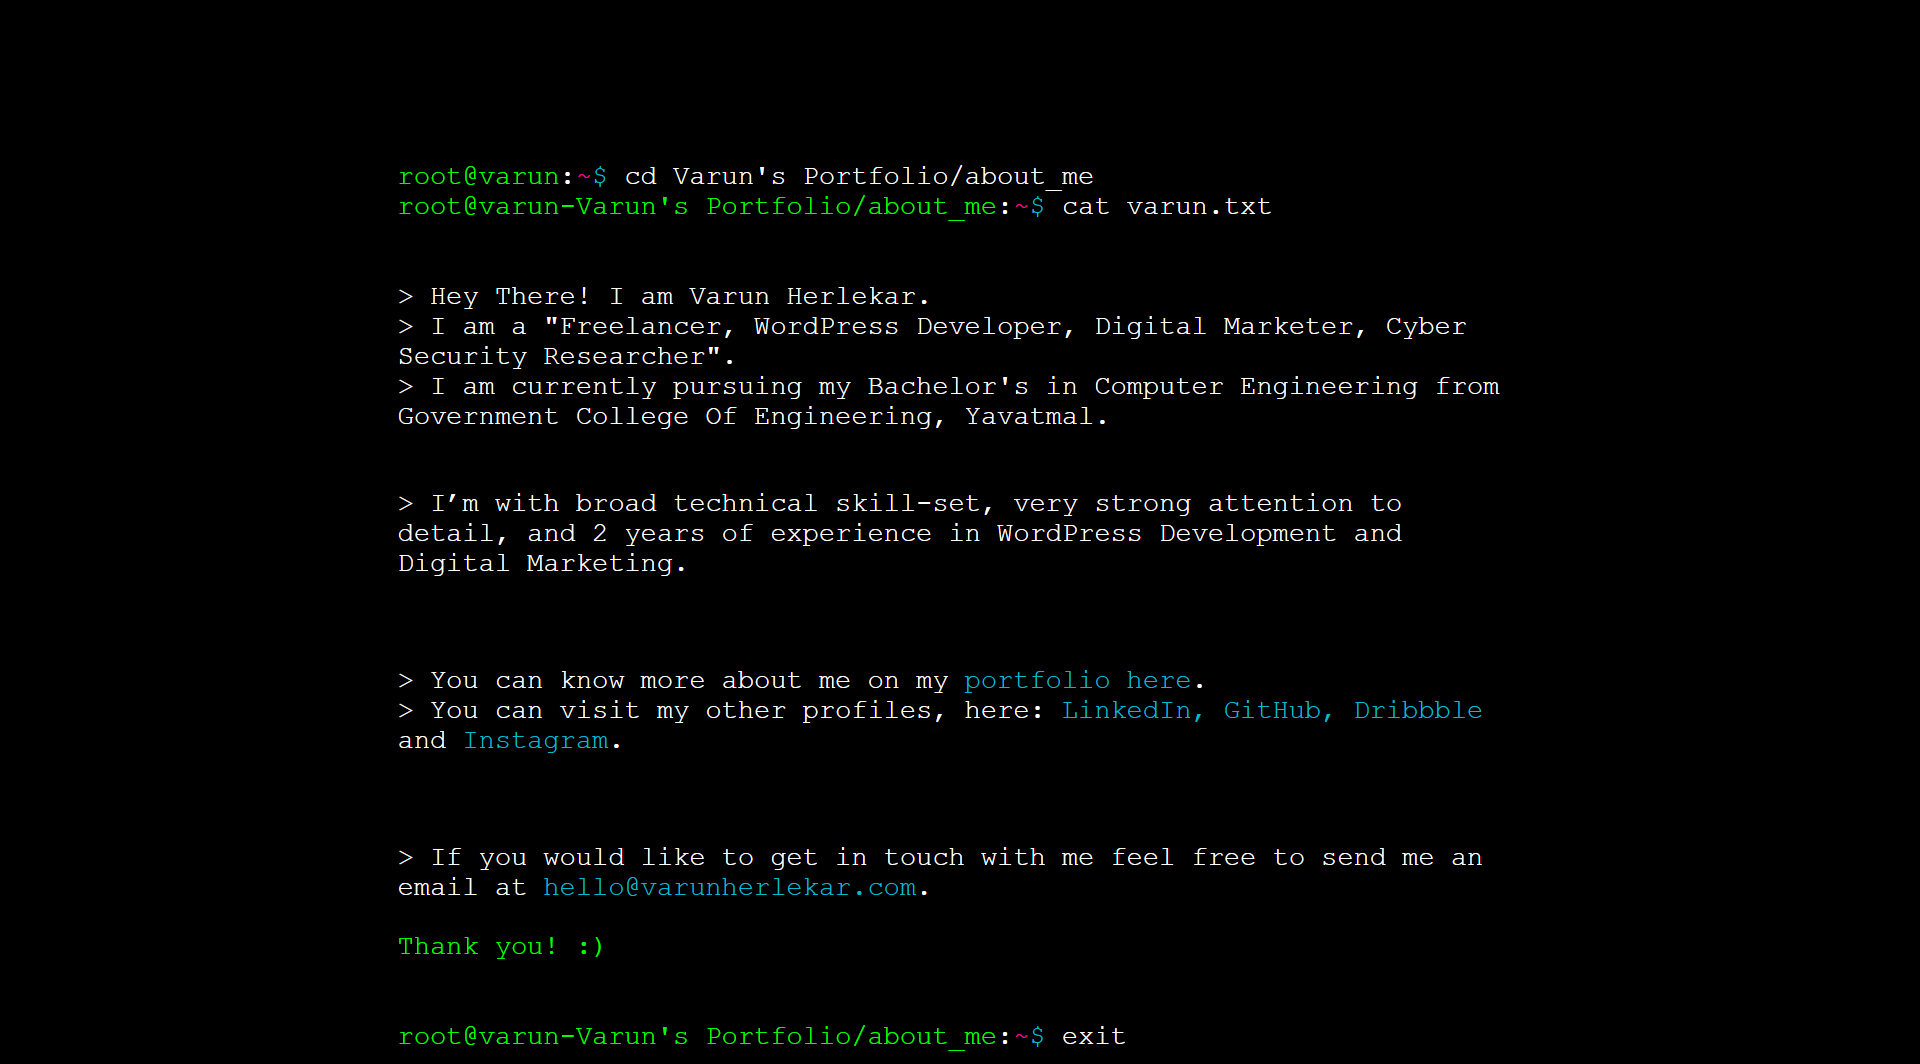 root@varun:~$ cd Varun's Portfolio/about_me
root@varun-Varun's Portfolio/about_me:~$ cat varun.txt
> Hey There! I am Varun Herlekar.
> I am a "Freelancer, WordPress Developer, Digital Marketer, Cyber
Security Researcher".
> I am currently pursuing my Bachelor's in Computer Engineering from
Government College Of Engineering, Yavatmal.
> I’m with broad technical skill-set, very strong attention to
detail, and 2 years of experience in WordPress Development and
Digital Marketing.
> You can know more about me on my portfolio here.
> You can visit my other profiles, here: LinkedIn, GitHub, Dribbble
and Instagram.
> If you would like to get in touch with me feel free to send me an
email at hello@varunherlekar.com.
Thank you! :)
root@varun-Varun's Portfolio/about_me:~$ exit